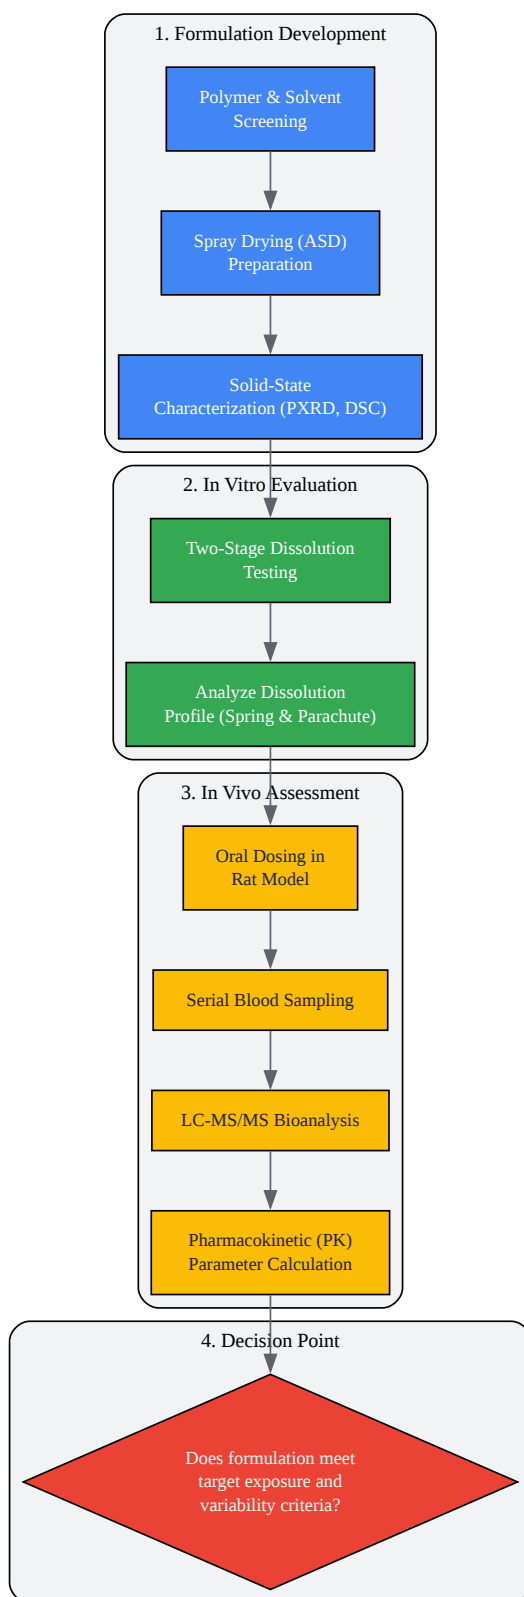 1. Formulation Development
Polymer & Solvent
Screening
Spray Drying (ASD)
Preparation
Solid-State
Characterization (PXRD, DSC)
2. In Vitro Evaluation
Two-Stage Dissolution
Testing
Analyze Dissolution
Profile (Spring & Parachute)
3. In Vivo Assessment
Oral Dosing in
Rat Model
Serial Blood Sampling
LC-MS/MS Bioanalysis
Pharmacokinetic (PK)
Parameter Calculation
4. Decision Point
Does formulation meet
target exposure and
variability criteria?